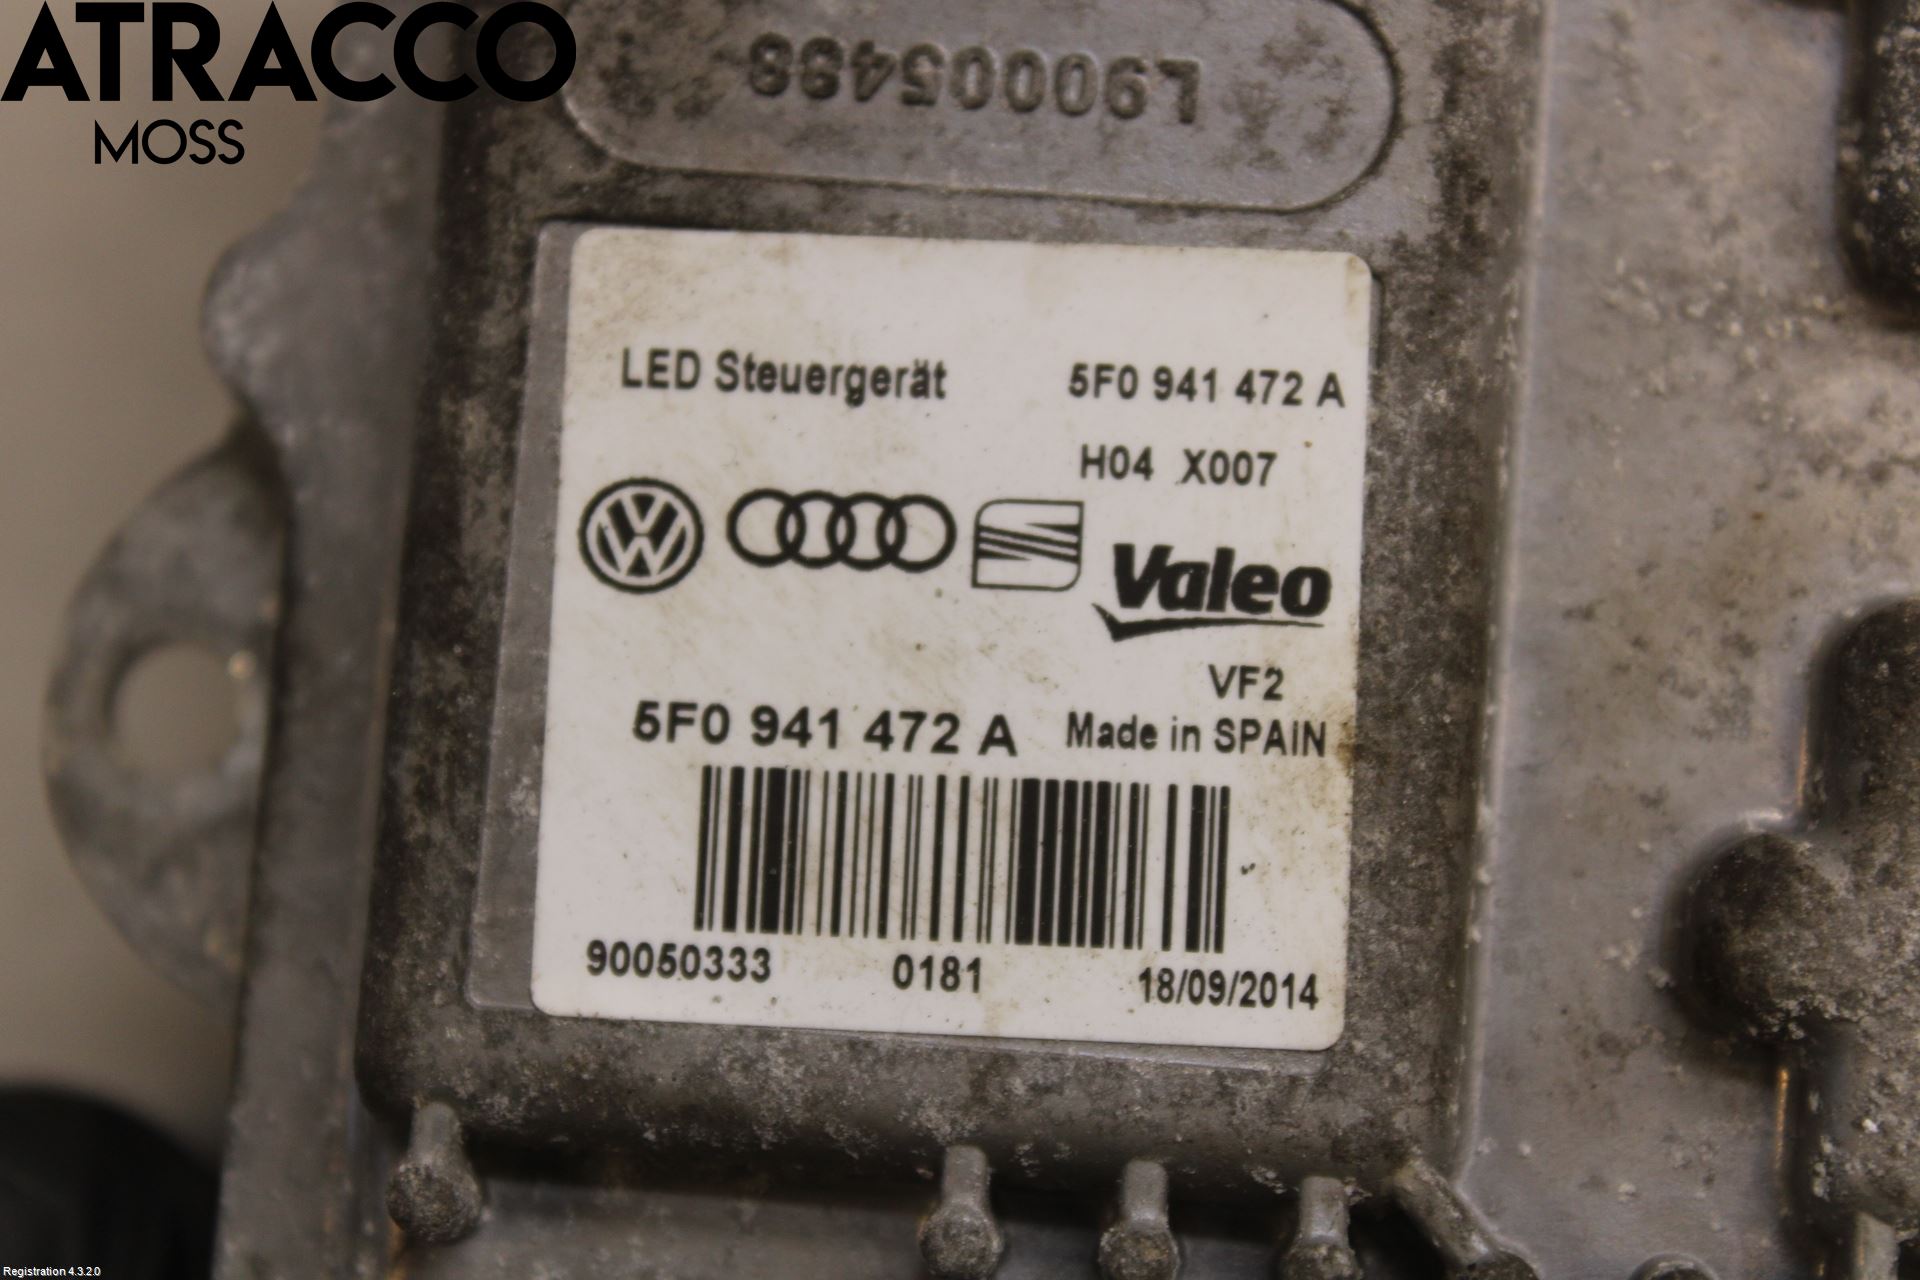 ATRACCO
MOSS
L90005498
LED Steuergerät 5F0 941 472 A
H04 X007
Valeo
VF2
5F0 941 472 A Made in SPAIN
90050333 0181 18/09/2014
Registration 4.3.2.0